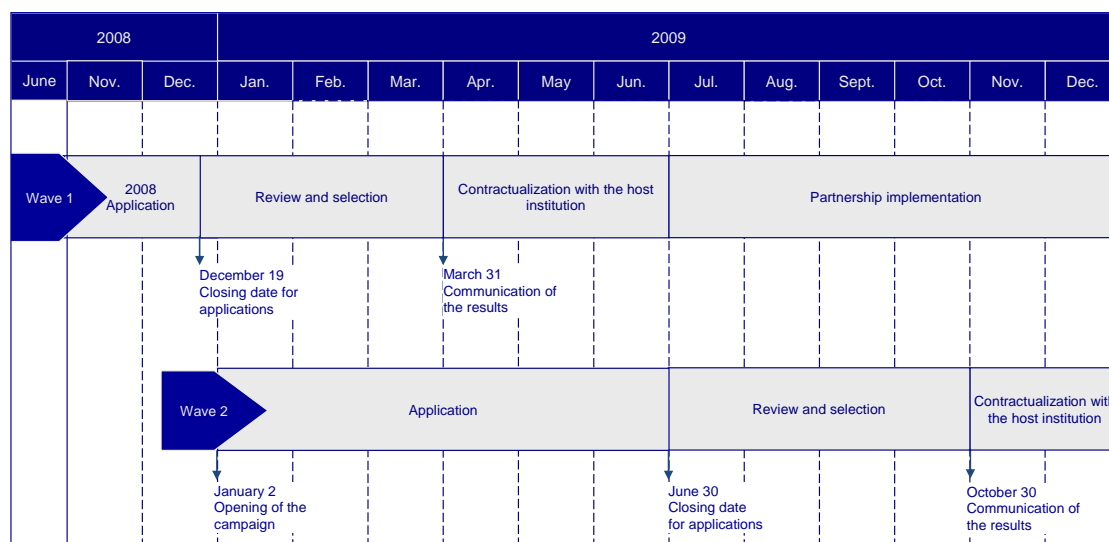 2008
2009
June
Nov.
Dec.
Jan.
Feb.
Mar.
Apr.
May
Jun.
Jul.
Aug.
Sept.
Oct.
Nov.
Dec.
Wave 1
2008
Application
Review and selection
Contractualization with the host
institution
Partnership implementation
December 19
Closing date for
applications
March 31
Communication of
the results
Wave 2
Application
Review and selection
Contractualization with
the host institution
January 2
Opening of the
campaign
June 30
Closing date
for applications
October 30
Communication of
the results